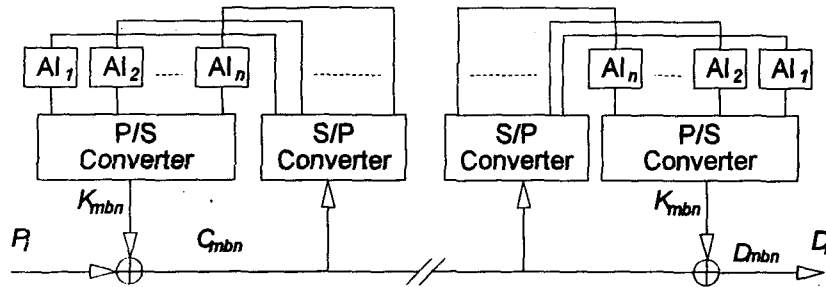 AI1 AI2 ..... AIn ......... ......... AIn ..... AI2 AI1
P/S Converter S/P Converter S/P Converter P/S Converter
Kmbn Kmbn
Pi Cmbn Dmbn Di